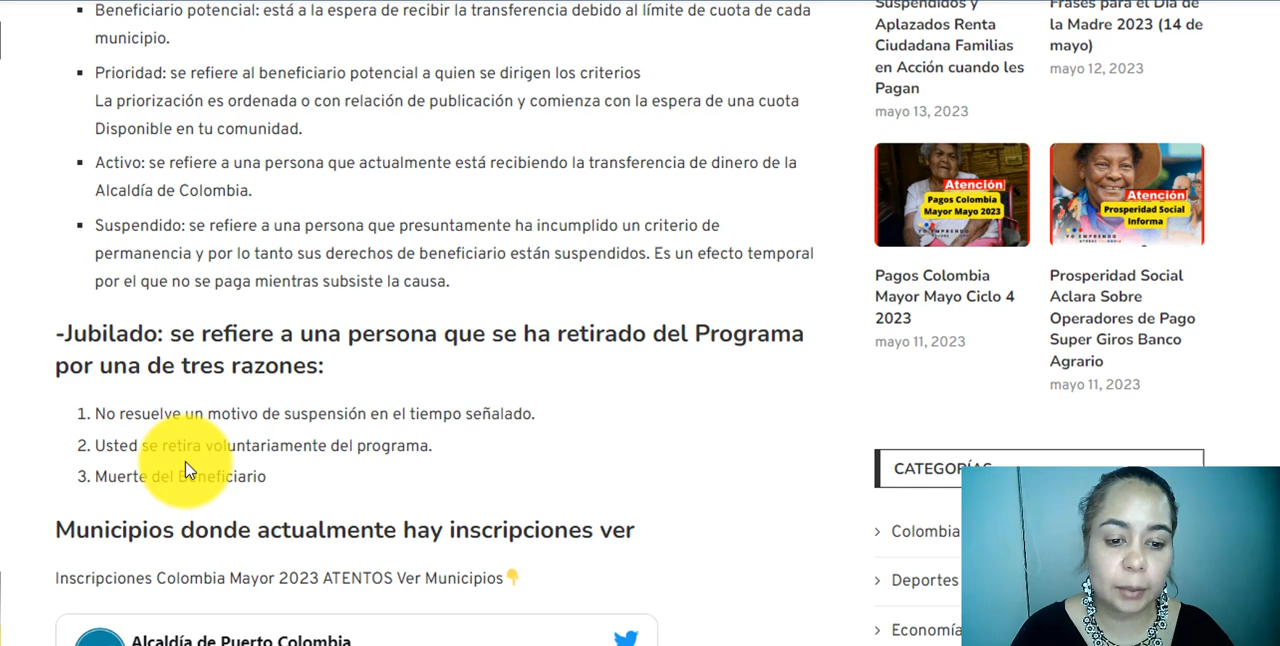 Beneficiario potencial: está a la espera de recibir la transferencia debido al límite de cuota de cada
municipio.
Prioridad: se refiere al beneficiario potencial a quien se dirigen los criterios
La priorización es ordenada o con relación de publicación y comienza con la espera de una cuota
Disponible en tu comunidad.
Activo: se refiere a una persona que actualmente está recibiendo la transferencia de dinero de la
Alcaldía de Colombia.
Suspendido: se refiere a una persona que presuntamente ha incumplido un criterio de
permanencia y por lo tanto sus derechos de beneficiario están suspendidos. Es un efecto temporal
por el que no se paga mientras subsiste la causa.
-Jubilado: se refiere a una persona que se ha retirado del Programa
por una de tres razones:
1. No resuelve un motivo de suspensión en el tiempo señalado.
2. Usted se retira voluntariamente del programa.
3. Muerte del Beneficiario
Municipios donde actualmente hay inscripciones ver
Inscripciones Colombia Mayor 2023 ATENTOS Ver Municipios👇
Alcaldía de Puerto Colombia
Suspendidos y
Aplazados Renta
Ciudadana Familias
en Acción cuando les
Pagan
mayo 13, 2023
Frases para el Día de
la Madre 2023 (14 de
mayo)
mayo 12, 2023
Atención
Pagos Colombia
Mayor Mayo 2023
YO EMPRENDO
Pagos Colombia
Mayor Mayo Ciclo 4
2023
mayo 11, 2023
Atención
Prosperidad Social
Informa
YO EMPRENDO
Prosperidad Social
Aclara Sobre
Operadores de Pago
Super Giros Banco
Agrario
mayo 11, 2023
CATEGORÍAS
> Colombia
> Deportes
> Economía